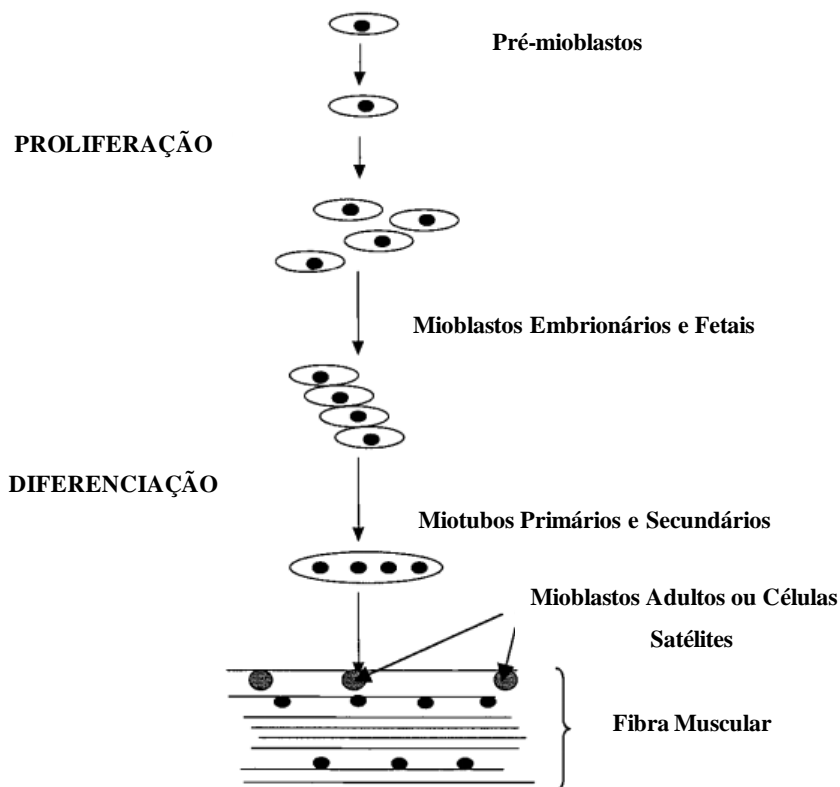 Pré-mioblastos
PROLIFERAÇÃO
Mioblastos Embrionários e Fetais
DIFERENCIAÇÃO
Miotubos Primários e Secundários
Mioblastos Adultos ou Células
Satélites
Fibra Muscular